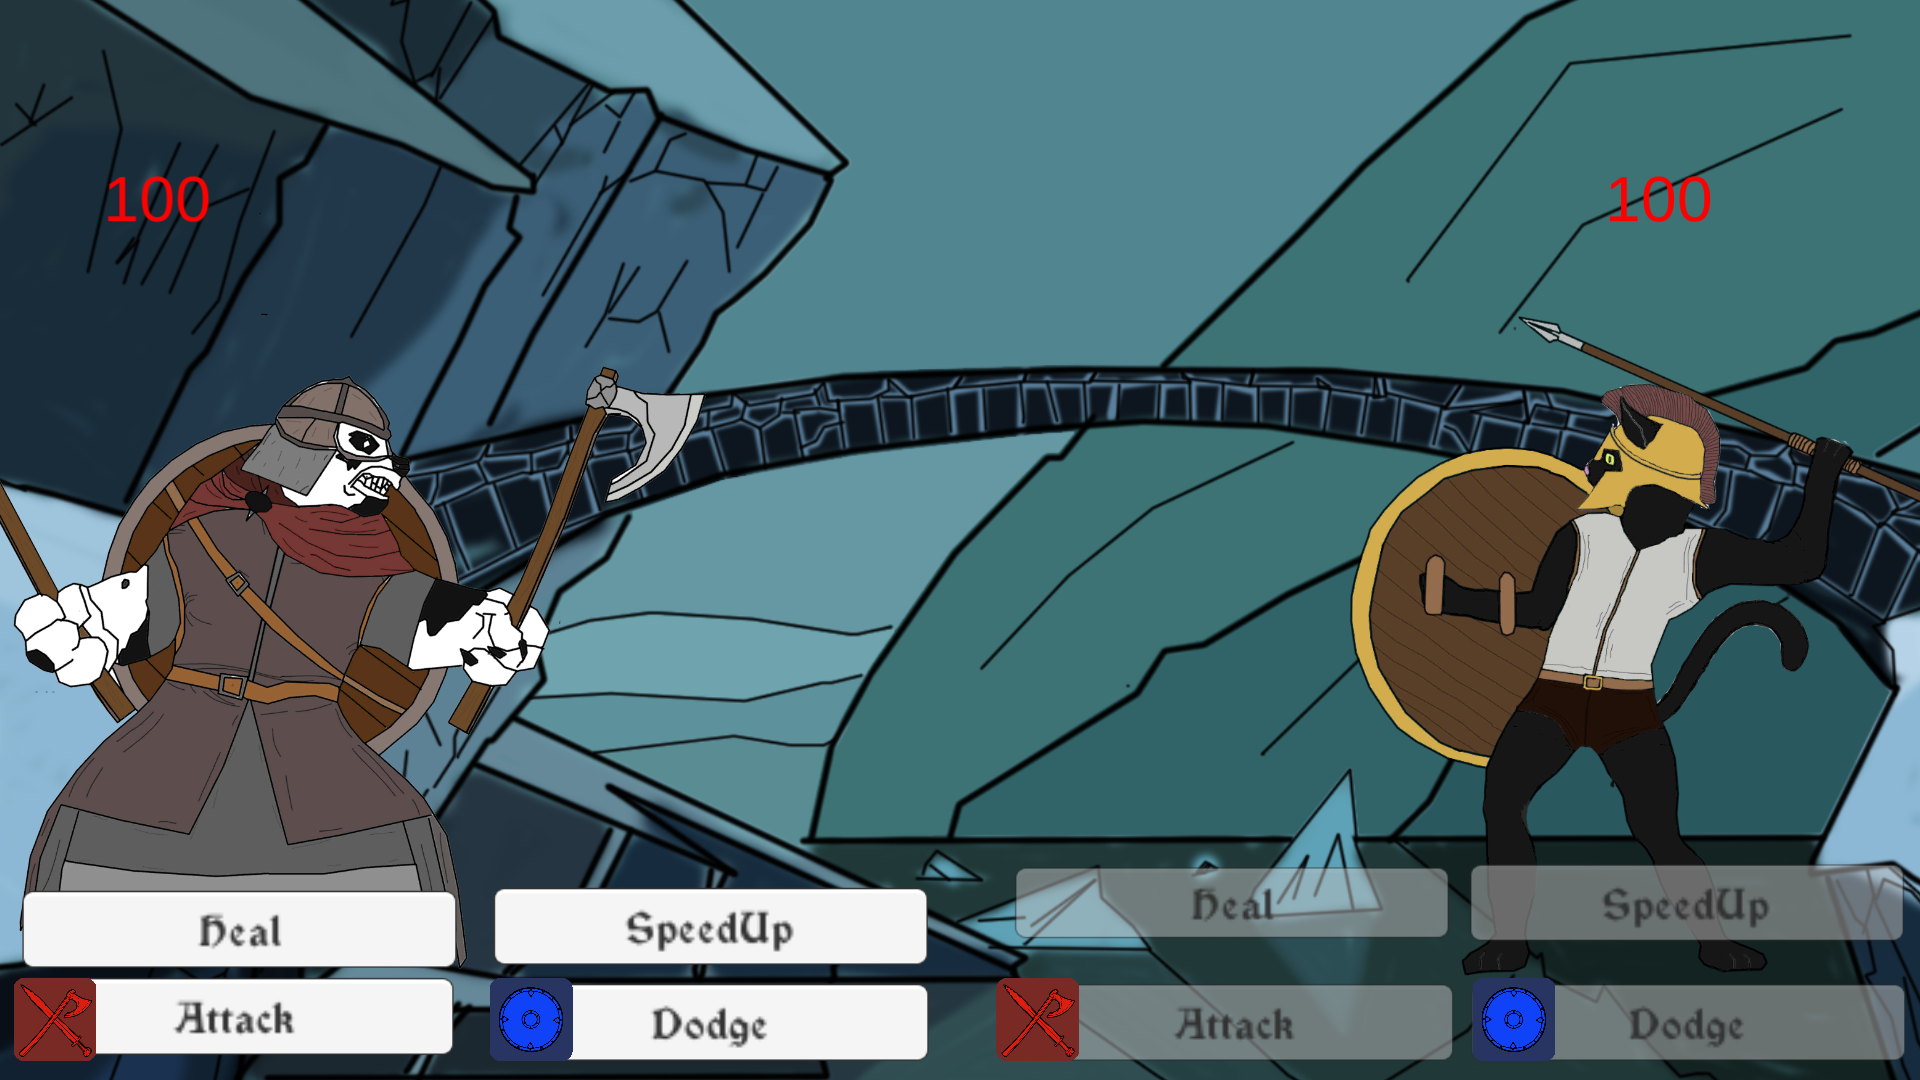 100
100
Heal
SpeedUp
Heal
SpeedUp
Attack
Dodge
Attack
Dodge